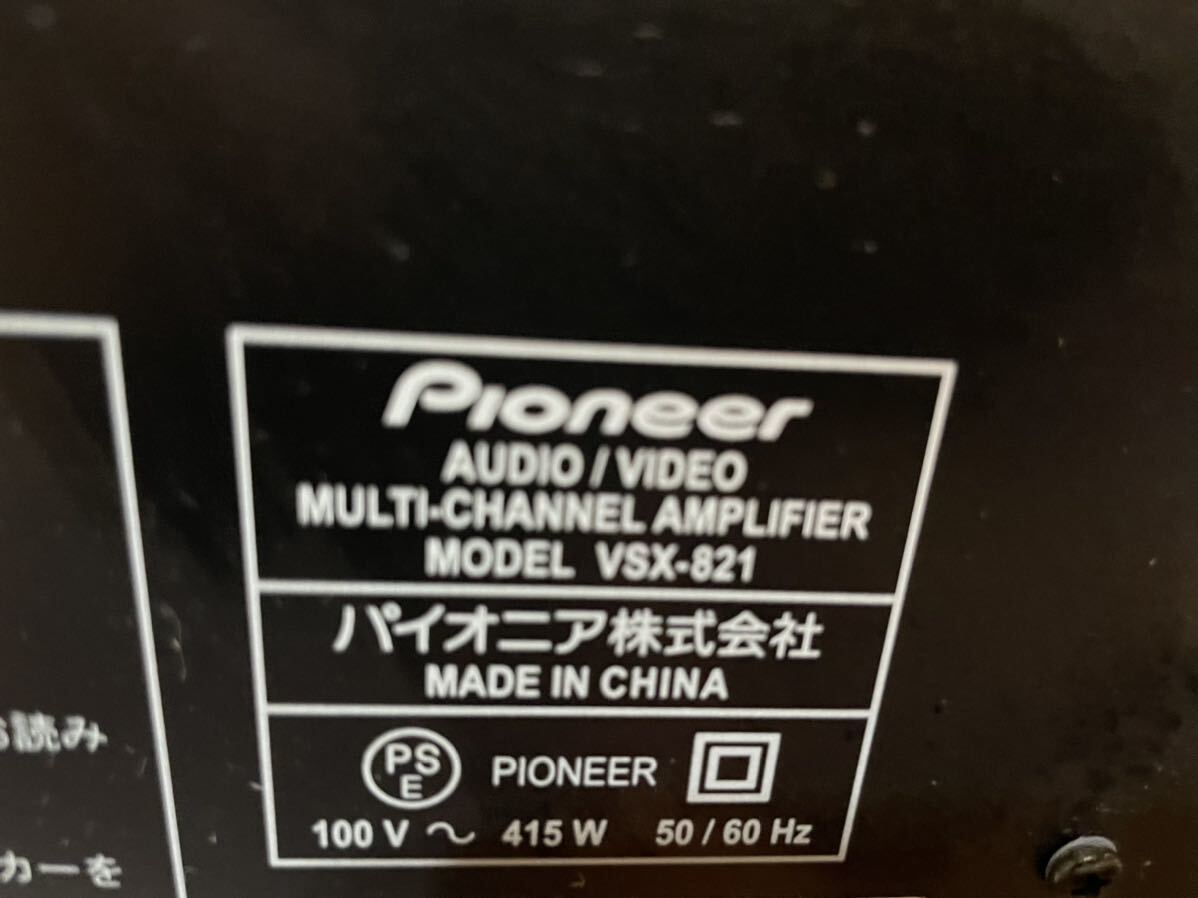 Pioneer
AUDIO / VIDEO
MULTI-CHANNEL AMPLIFIER
MODEL VSX-821
パイオニア株式会社
MADE IN CHINA
PSE PIONEER
100 V ～ 415 W 50 / 60 Hz
読み
カーを